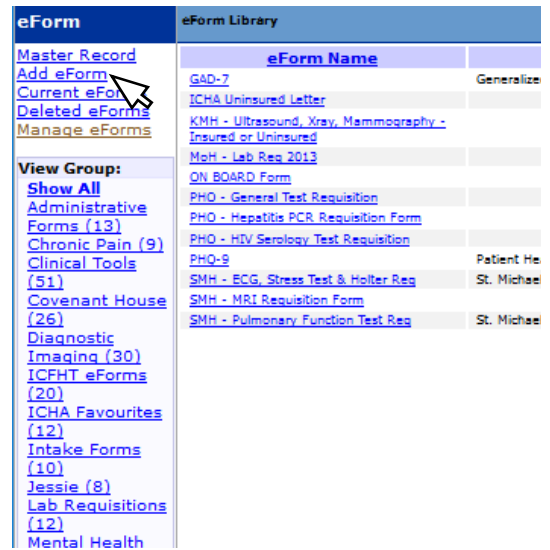 eForm
eForm Library
Master Record
Add eForm
Current eForms
Deleted eForms
Manage eForms
View Group:
Show All
Administrative
Forms (13)
Chronic Pain (9)
Clinical Tools
(51)
Covenant House
(26)
Diagnostic
Imaging (30)
ICFHT eForms
(20)
ICHA Favourites
(12)
Intake Forms
(10)
Jessie (8)
Lab Requisitions
(12)
Mental Health
eForm Name
GAD-7 Generalize
ICHA Uninsured Letter
KMH - Ultrasound, Xray, Mammography -
Insured or Uninsured
MoH - Lab Req 2013
ON BOARD Form
PHO - General Test Requisition
PHO - Hepatitis PCR Requisition Form
PHO - HIV Serology Test Requisition
PHQ-9 Patient He
SMH - ECG, Stress Test & Holter Req St. Michael
SMH - MRI Requisition Form
SMH - Pulmonary Function Test Req St. Michael